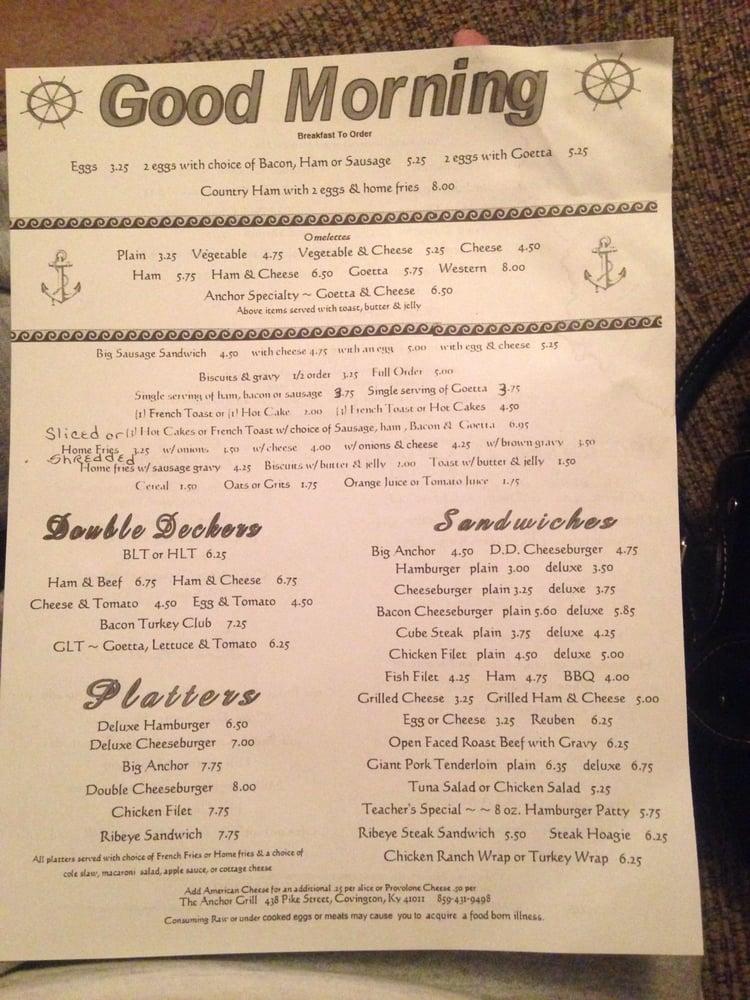 Good Morning
Breakfast To Order
Eggs 3.25 2 eggs with choice of Bacon, Ham or Sausage 5.25 2 eggs with Goetta 5.25
Country Ham with 2 eggs & home fries 8.00
Omelettes
Plain 3.25 Vegetable 4.75 Vegetable & Cheese 5.25 Cheese 4.50
Ham 5.75 Ham & Cheese 6.50 Goetta 5.75 Western 8.00
Anchor Specialty ~ Goetta & Cheese 6.50
Above items served with toast, butter & jelly
Big Sausage Sandwich 4.50 with cheese 4.75 with an egg 5.00 with egg & cheese 5.25
Biscuits & gravy 1/2 order 3.25 Full Order 5.00
Single serving of ham, bacon or sausage 3.75 Single serving of Goetta 3.75
(1) French Toast or (1) Hot Cake 2.00 (3) French Toast or Hot Cakes 4.50
Sliced or (3) Hot Cakes or French Toast w/ choice of Sausage, ham , Bacon & Goetta 6.95
Home Fries 3.25 w/onions 3.50 w/cheese 4.00 w/onions & cheese 4.25 w/ brown gravy 3.50
Shredded
Home fries w/ sausage gravy 4.25 Biscuits w/ butter & jelly 2.00 Toast w/ butter & jelly 1.50
Cereal 1.50 Oats or Grits 1.75 Orange Juice or Tomato Juice 1.75
Double Deckers
BLT or HLT 6.25
Ham & Beef 6.75 Ham & Cheese 6.75
Cheese & Tomato 4.50 Egg & Tomato 4.50
Bacon Turkey Club 7.25
GLT ~ Goetta, Lettuce & Tomato 6.25
Platters
Deluxe Hamburger 6.50
Deluxe Cheeseburger 7.00
Big Anchor 7.75
Double Cheeseburger 8.00
Chicken Filet 7.75
Ribeye Sandwich 7.75
All platters served with choice of French Fries or Home fries & a choice of
cole slaw, macaroni salad, apple sauce, or cottage cheese
Sandwiches
Big Anchor 4.50 D.D. Cheeseburger 4.75
Hamburger plain 3.00 deluxe 3.50
Cheeseburger plain 3.25 deluxe 3.75
Bacon Cheeseburger plain 5.60 deluxe 5.85
Cube Steak plain 3.75 deluxe 4.25
Chicken Filet plain 4.50 deluxe 5.00
Fish Filet 4.25 Ham 4.75 BBQ 4.00
Grilled Cheese 3.25 Grilled Ham & Cheese 5.00
Egg or Cheese 3.25 Reuben 6.25
Open Faced Roast Beef with Gravy 6.25
Giant Pork Tenderloin plain 6.35 deluxe 6.75
Tuna Salad or Chicken Salad 5.25
Teacher's Special ~ ~ 8 oz. Hamburger Patty 5.75
Ribeye Steak Sandwich 5.50 Steak Hoagie 6.25
Chicken Ranch Wrap or Turkey Wrap 6.25
Add American Cheese for an additional .25 per slice or Provolone Cheese .50 per
The Anchor Grill 438 Pike Street, Covington, Ky 41011 859-431-9498
Consuming Raw or under cooked eggs or meats may cause you to acquire a food born illness.